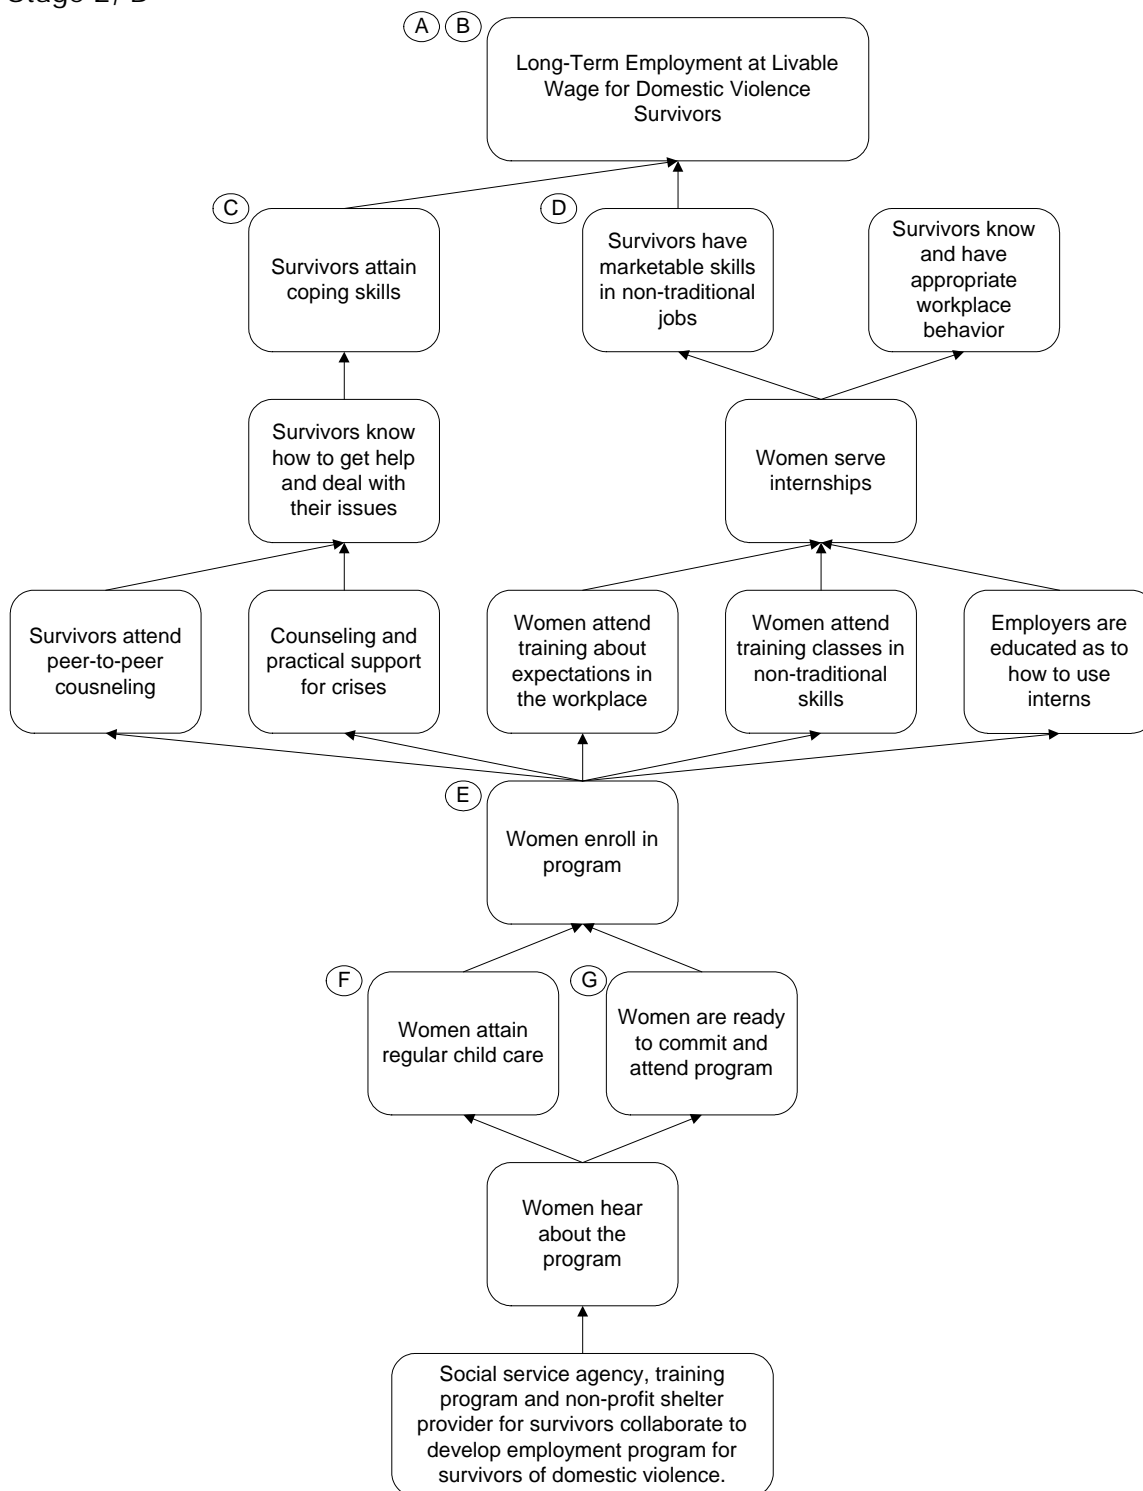 A B
Long-Term Employment at Livable
Wage for Domestic Violence
Survivors
C
Survivors attain
coping skills
D
Survivors have
marketable skills
in non-traditional
jobs
Survivors know
and have
appropriate
workplace
behavior
Survivors know
how to get help
and deal with
their issues
Women serve
internships
Survivors attend
peer-to-peer
cousneling
Counseling and
practical support
for crises
Women attend
training about
expectations in
the workplace
Women attend
training classes in
non-traditional
skills
Employers are
educated as to
how to use
interns
E
Women enroll in
program
F
Women attain
regular child care
G
Women are ready
to commit and
attend program
Women hear
about the
program
Social service agency, training
program and non-profit shelter
provider for survivors collaborate to
develop employment program for
survivors of domestic violence.